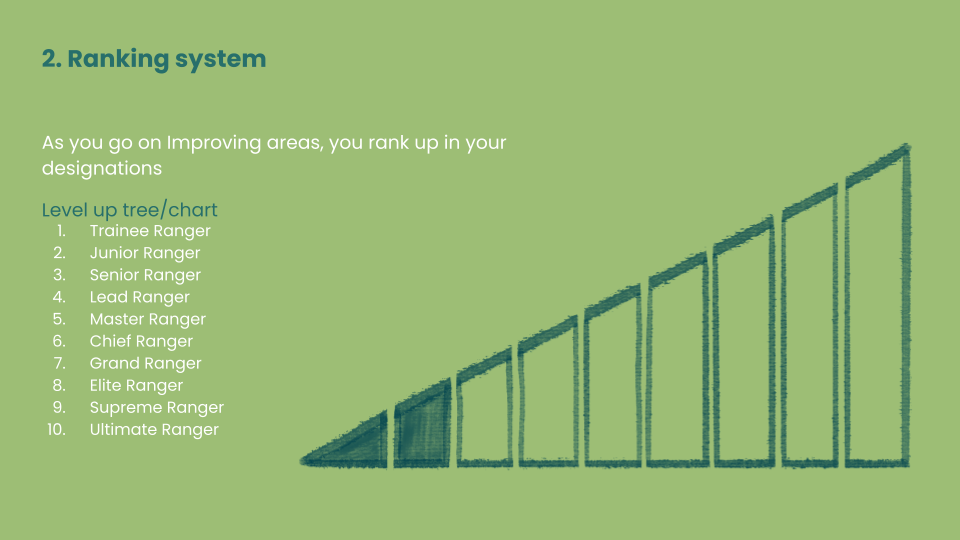 2. Ranking system
As you go on Improving areas, you rank up in your
designations
Level up tree/chart
1. Trainee Ranger
2. Junior Ranger
3. Senior Ranger
4. Lead Ranger
5. Master Ranger
6. Chief Ranger
7. Grand Ranger
8. Elite Ranger
9. Supreme Ranger
10. Ultimate Ranger